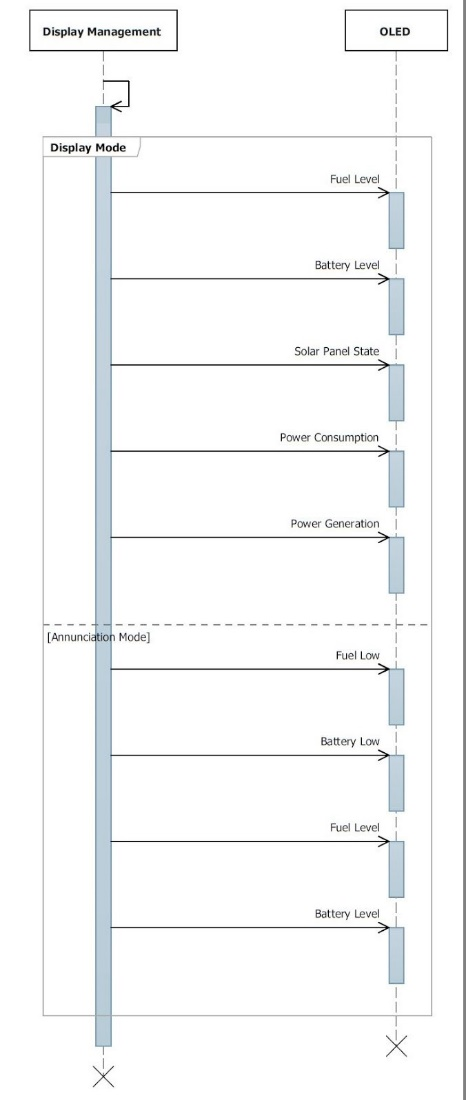 Display Management
OLED
Display Mode
Fuel Level
Battery Level
Solar Panel State
Power Consumption
Power Generation
[Annunciation Mode]
Fuel Low
Battery Low
Fuel Level
Battery Level